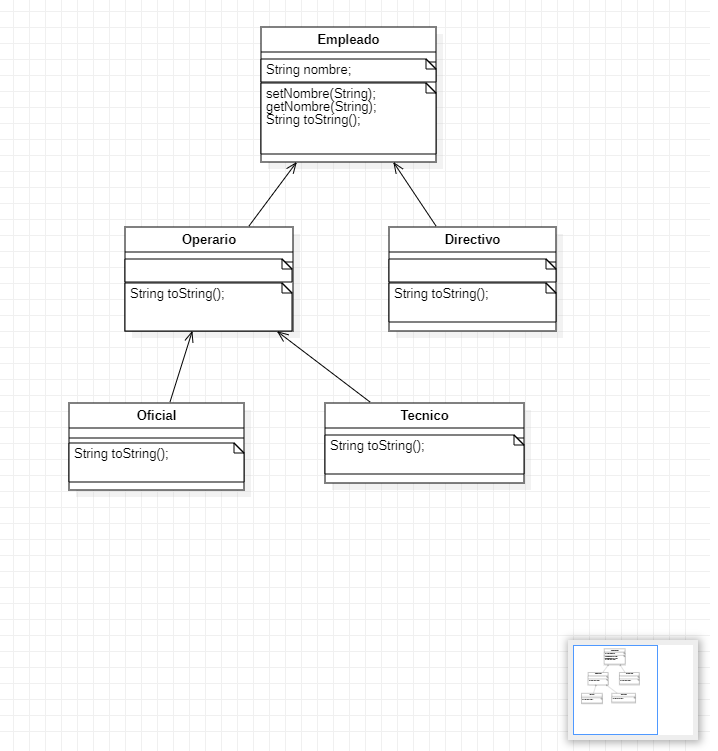 Empleado
String nombre;
setNombre(String);
getNombre(String);
String toString();
Operario
String toString();
Directivo
String toString();
Oficial
String toString();
Tecnico
String toString();